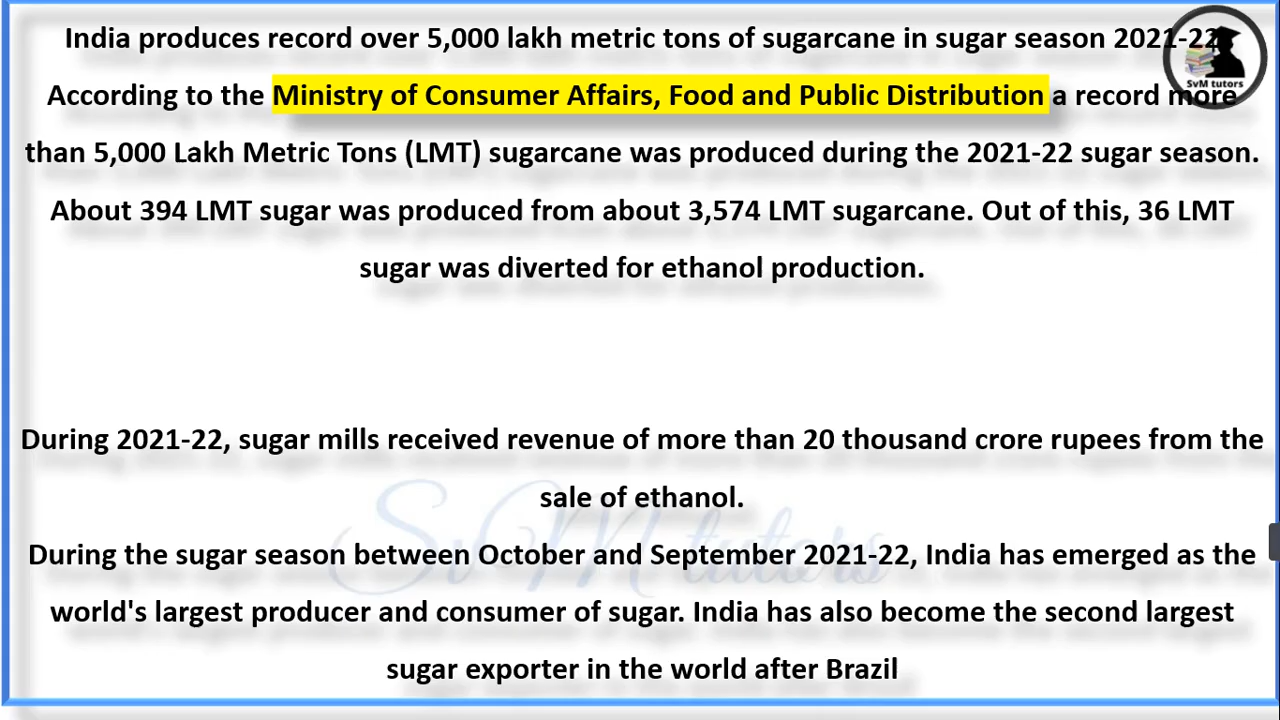 India produces record over 5,000 lakh metric tons of sugarcane in sugar season 2021-22
SvM tutors
According to the Ministry of Consumer Affairs, Food and Public Distribution a record more
than 5,000 Lakh Metric Tons (LMT) sugarcane was produced during the 2021-22 sugar season.
About 394 LMT sugar was produced from about 3,574 LMT sugarcane. Out of this, 36 LMT
sugar was diverted for ethanol production.
During 2021-22, sugar mills received revenue of more than 20 thousand crore rupees from the
sale of ethanol.
SvM tutors
During the sugar season between October and September 2021-22, India has emerged as the
world's largest producer and consumer of sugar. India has also become the second largest
sugar exporter in the world after Brazil